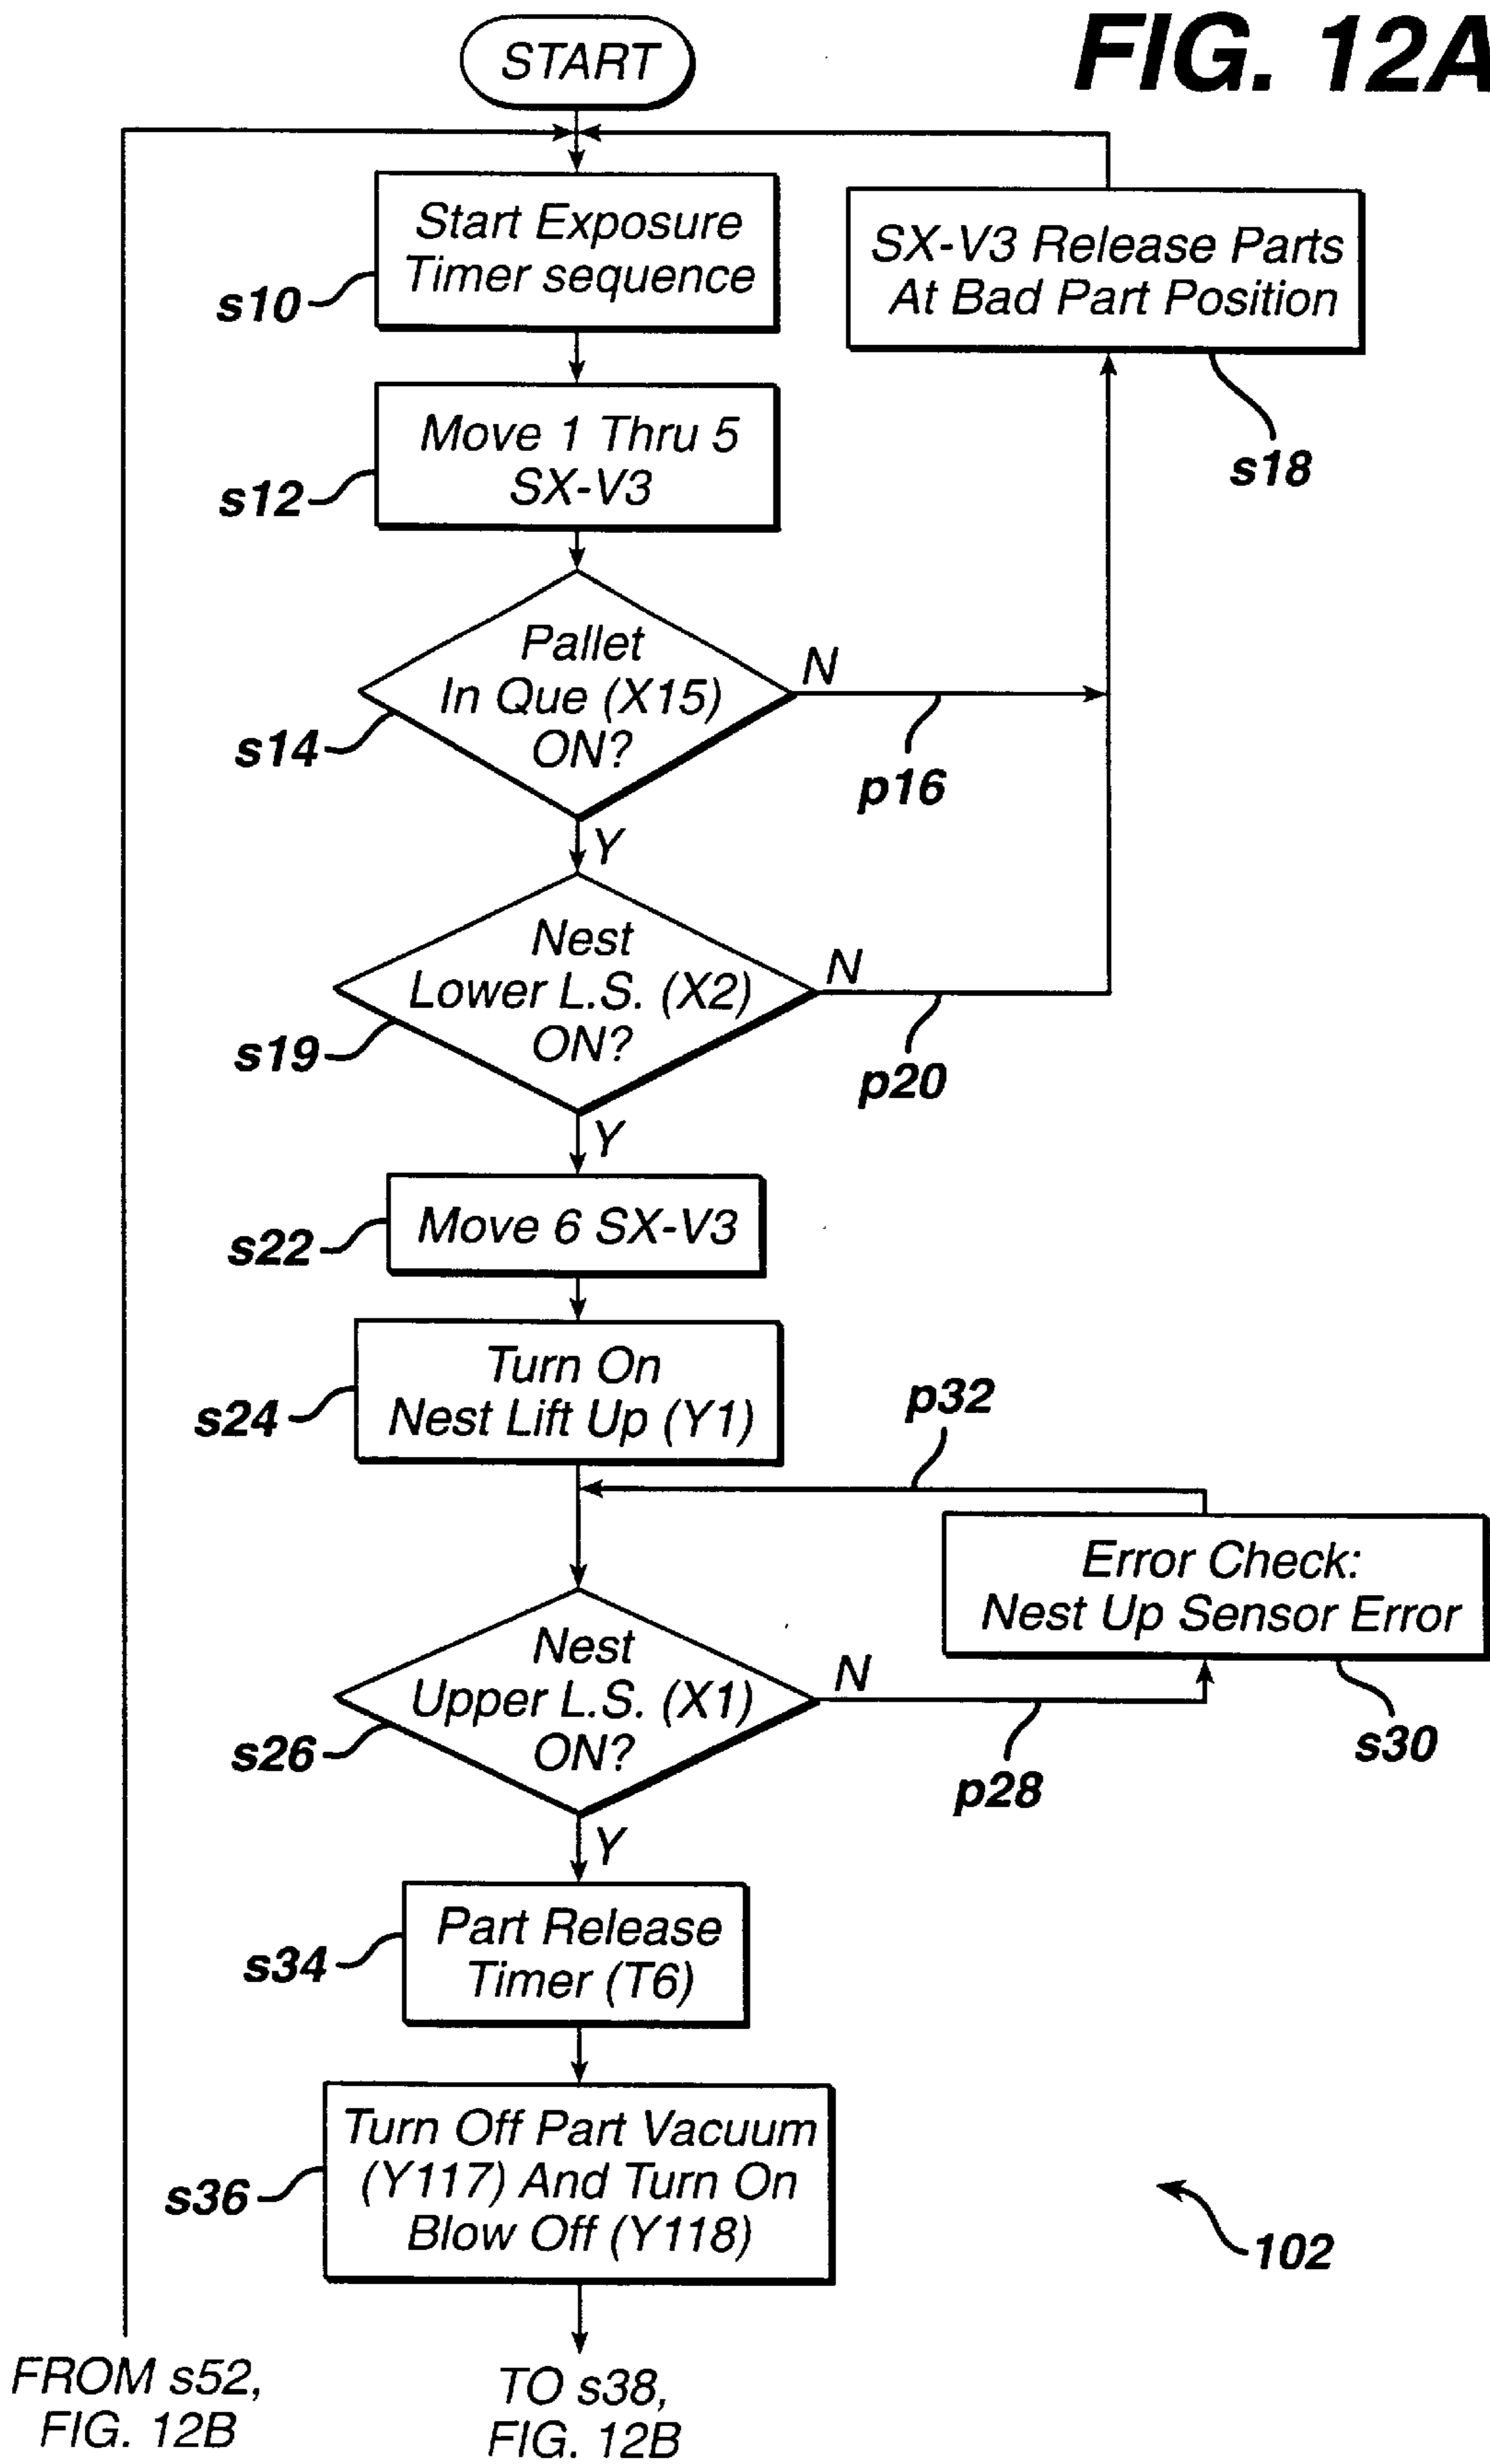 FIG. 12A
START
Start Exposure
Timer sequence
s10
SX-V3 Release Parts
At Bad Part Position
s18
Move 1 Thru 5
SX-V3
s12
Pallet
In Que (X15)
ON?
s14
N
p16
Y
Nest
Lower L.S. (X2)
ON?
s19
N
p20
Y
Move 6 SX-V3
s22
Turn On
Nest Lift Up (Y1)
s24
p32
Error Check:
Nest Up Sensor Error
s30
Nest
Upper L.S. (X1)
ON?
s26
N
p28
Y
Part Release
Timer (T6)
s34
Turn Off Part Vacuum
(Y117) And Turn On
Blow Off (Y118)
s36
102
FROM s52,
FIG. 12B
TO s38,
FIG. 12B